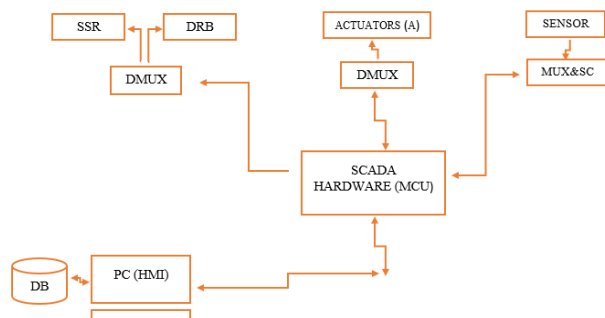 SSR
DRB
ACTUATORS (A)
SENSOR
DMUX
DMUX
MUX&SC
SCADA
HARDWARE (MCU)
PC (HMI)
DB